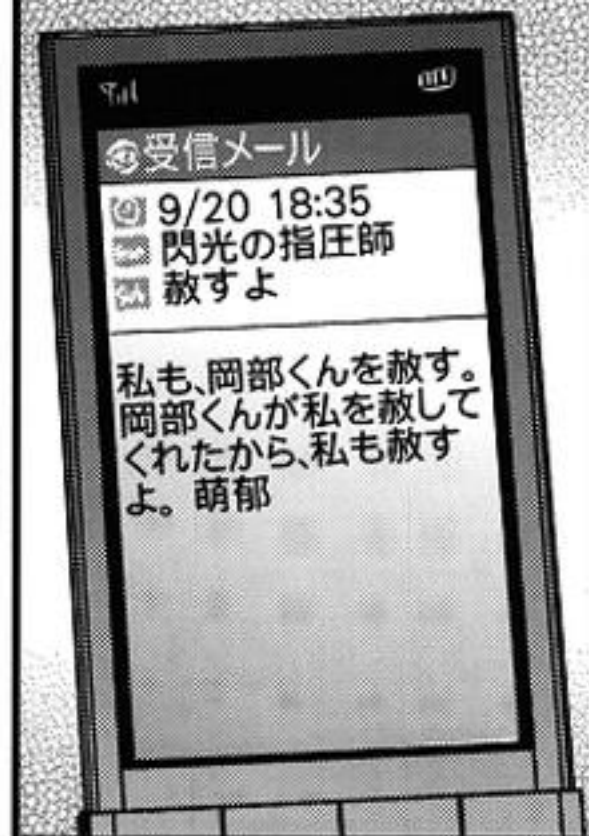 受信メール
9/20 18:35
閃光の指圧師
赦すよ
私も、岡部くんを赦す。
岡部くんが私を赦して
くれたから、私も赦す
よ。 萌郁